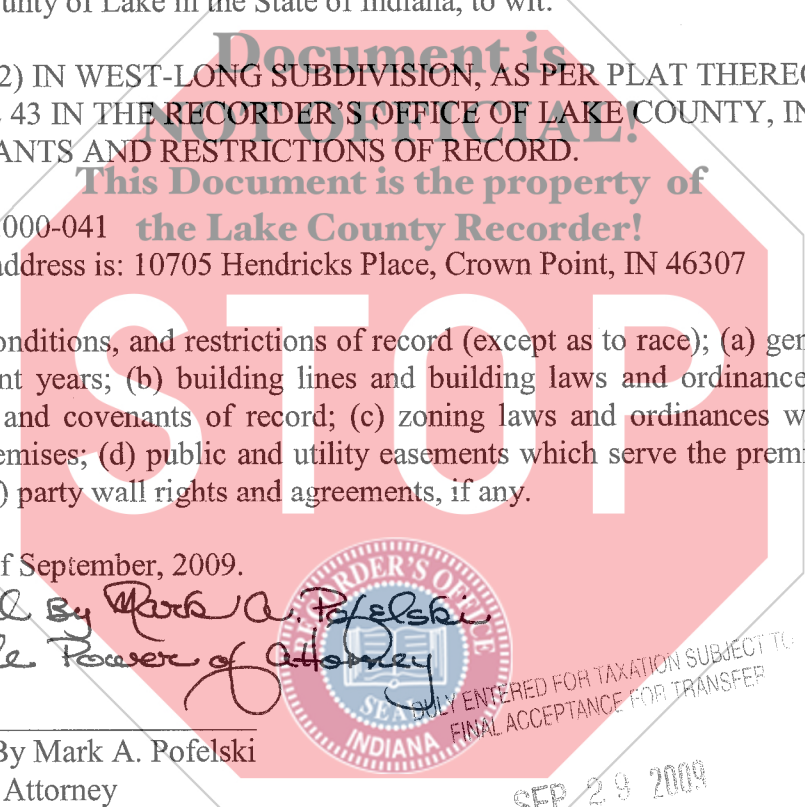 unty of Lake in the State of Indiana, to wit:
Document is
2) IN WEST-LONG SUBDIVISION, AS PER PLAT THEREO
43 IN THE RECORDER'S OFFICE OF LAKE COUNTY, IN
NOT OFFICIAL!
ANTS AND RESTRICTIONS OF RECORD.
This Document is the property of
the Lake County Recorder!
000-041
address is: 10705 Hendricks Place, Crown Point, IN 46307
STOP
onditions, and restrictions of record (except as to race); (a) gen
nt years; (b) building lines and building laws and ordinance
and covenants of record; (c) zoning laws and ordinances w
emises; (d) public and utility easements which serve the premi
) party wall rights and agreements, if any.
f September, 2009.
By Mark A. Pofelski
Power of Attorney
RECORDER'S OFFICE
SEAL
INDIANA
DULY ENTERED FOR TAXATION SUBJECT TO
FINAL ACCEPTANCE FOR TRANSFER
By Mark A. Pofelski
Attorney
SEP 29 2009